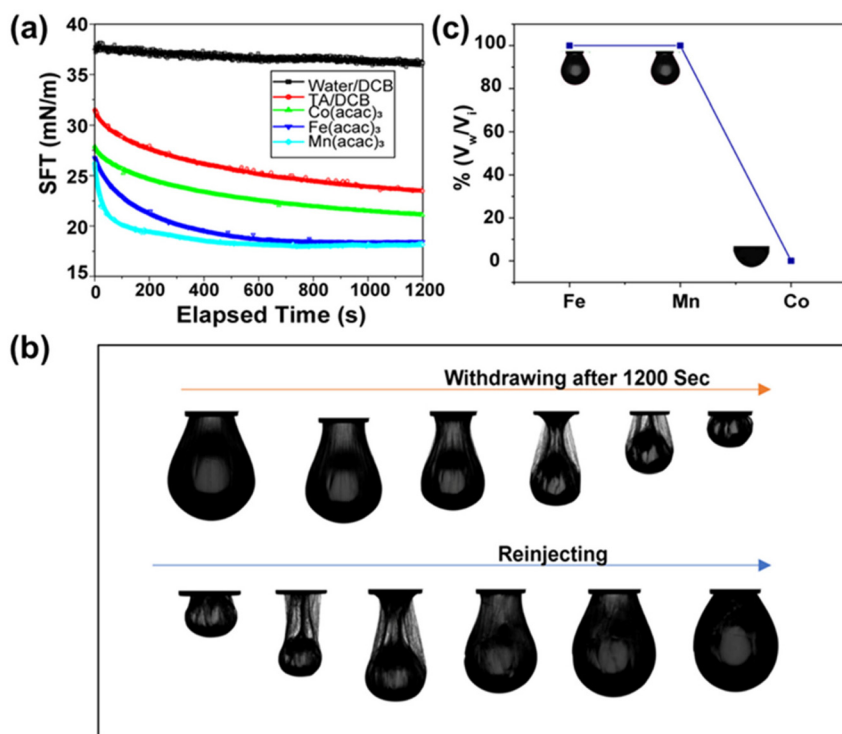 (a)
SFT (mN/m)
40
35
30
25
20
15
Water/DCB
TA/DCB
Co(acac)₃
Fe(acac)₃
Mn(acac)₃
0 200 400 600 800 1000 1200
Elapsed Time (s)
(c)
% (Vw/Vi)
100
80
60
40
20
0
Fe Mn Co
(b)
Withdrawing after 1200 Sec
Reinjecting